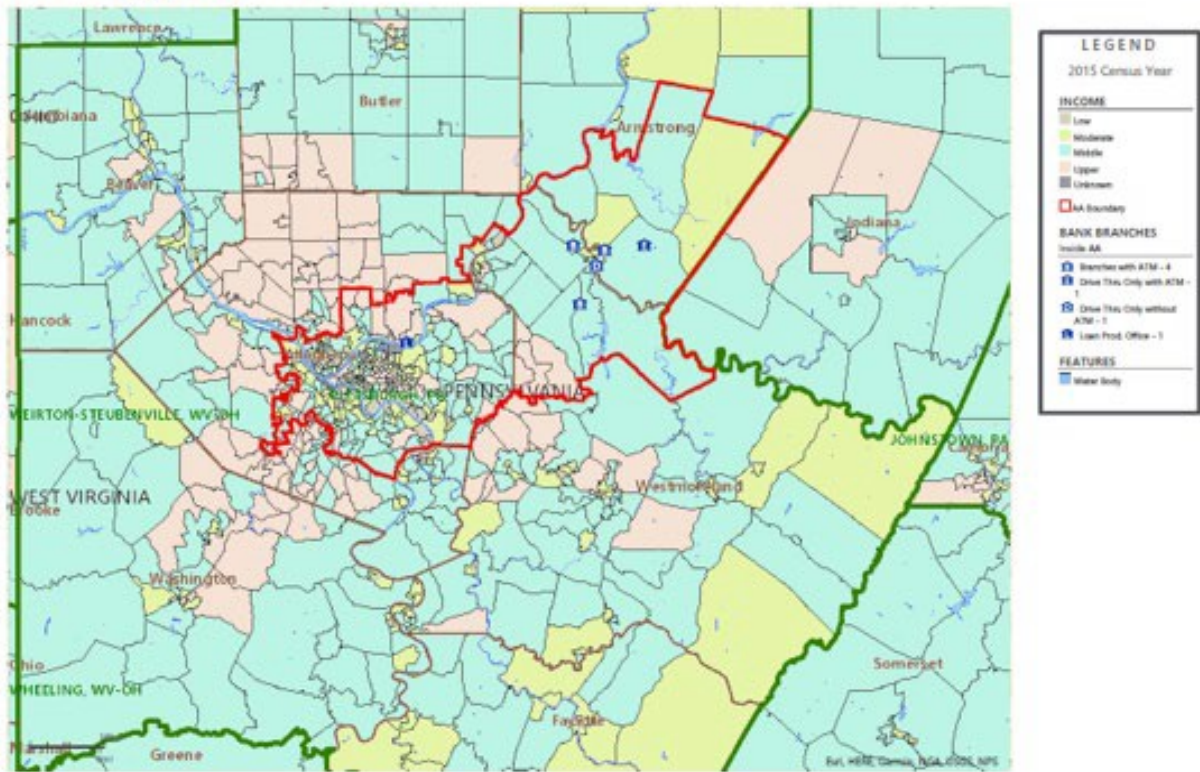 Lawrence
Butler
Armstrong
Beaver
Indiana
Hancock
PENNSYLVANIA
WEIRTON-STEUBENVILLE, WV-OH
JOHNSTOWN, PA
Cambria
Westmoreland
WEST VIRGINIA
Brooke
Washington
Ohio
Somerset
WHEELING, WV-OH
Fayette
Marshall
Greene
Esri, HERE, Garmin, NGA, USGS, NPS
LEGEND
2015 Census Year
INCOME
Low
Moderate
Middle
Upper
Unknown
AA Boundary
BANK BRANCHES
Inside AA
Branches with ATM - 4
Drive Thru Only with ATM -
1
Drive Thru Only without
ATM - 1
Loan Prod. Office - 1
FEATURES
Water Body